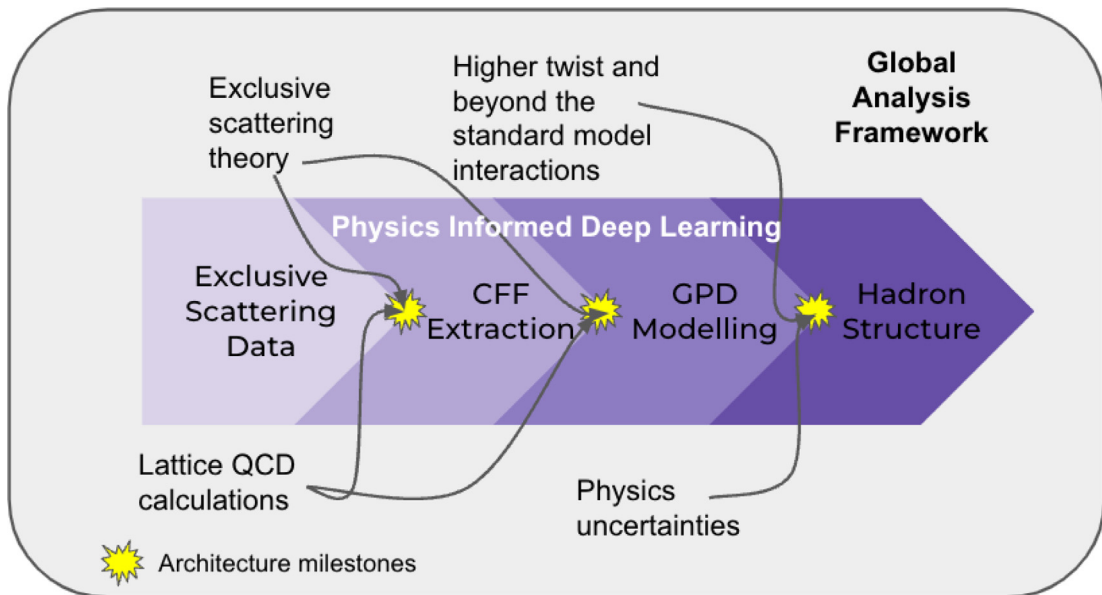 Exclusive
scattering
theory
Higher twist and
beyond the
standard model
interactions
Global
Analysis
Framework
Physics Informed Deep Learning
Exclusive
Scattering
Data
CFF
Extraction
GPD
Modelling
Hadron
Structure
Lattice QCD
calculations
Physics
uncertainties
Architecture milestones